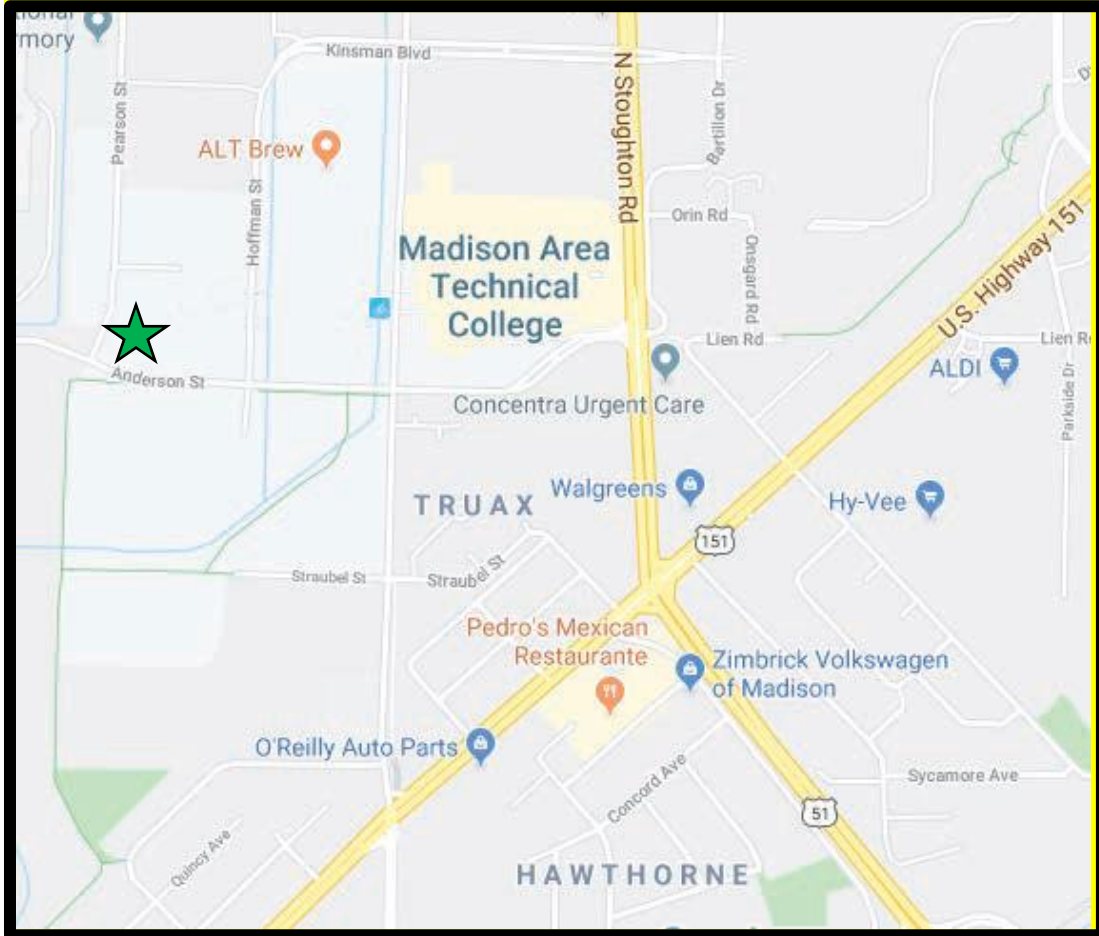 mory
Kinsman Blvd
N Stoughton Rd
Pearson St
Bartillon Dr
ALT Brew
Hoffman St
Orin Rd
Onsgard Rd
U.S. Highway 151
Madison Area
Technical
College
Lien Rd
Lien
ALDI
Parkside Dr
Anderson St
Concentra Urgent Care
Walgreens
Hy-Vee
TRUAX
151
Straubel St
Straubel St
Pedro's Mexican
Restaurante
Zimbrick Volkswagen
of Madison
O'Reilly Auto Parts
Sycamore Ave
Concord Ave
51
Quincy Ave
HAWTHORNE